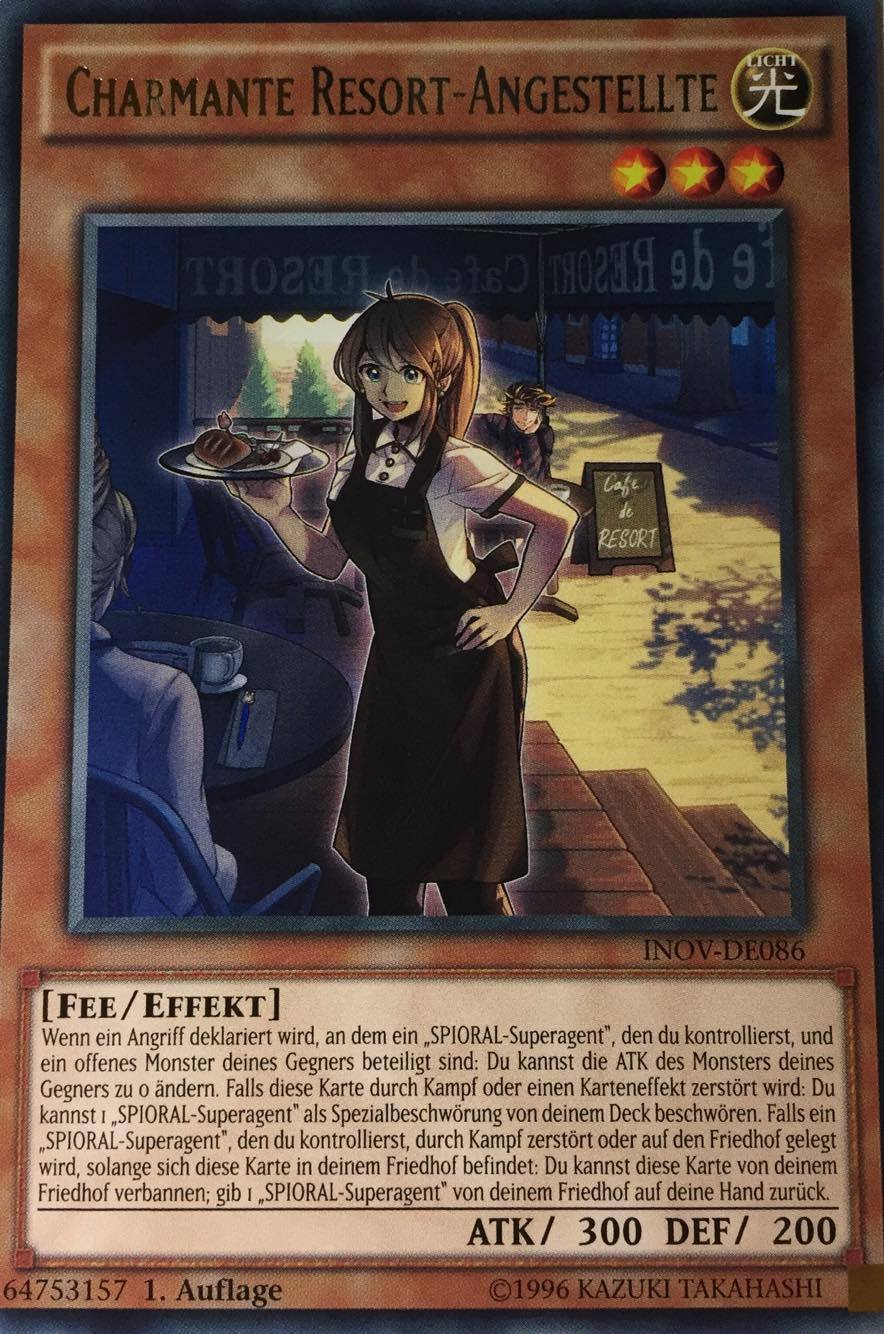 CHARMANTE RESORT-ANGESTELLTE
LICHT
光
Cafe de RESORT Cafe de RESORT
Cafe
de
RESORT
INOV-DE086
[FEE/EFFEKT]
Wenn ein Angriff deklariert wird, an dem ein „SPIORAL-Superagent", den du kontrollierst, und
ein offenes Monster deines Gegners beteiligt sind: Du kannst die ATK des Monsters deines
Gegners zu 0 ändern. Falls diese Karte durch Kampf oder einen Karteneffekt zerstört wird: Du
kannst 1 „SPIORAL-Superagent" als Spezialbeschwörung von deinem Deck beschwören. Falls ein
„SPIORAL-Superagent", den du kontrollierst, durch Kampf zerstört oder auf den Friedhof gelegt
wird, solange sich diese Karte in deinem Friedhof befindet: Du kannst diese Karte von deinem
Friedhof verbannen; gib 1 „SPIORAL-Superagent" von deinem Friedhof auf deine Hand zurück.
ATK/ 300 DEF/ 200
64753157 1. Auflage ©1996 KAZUKI TAKAHASHI